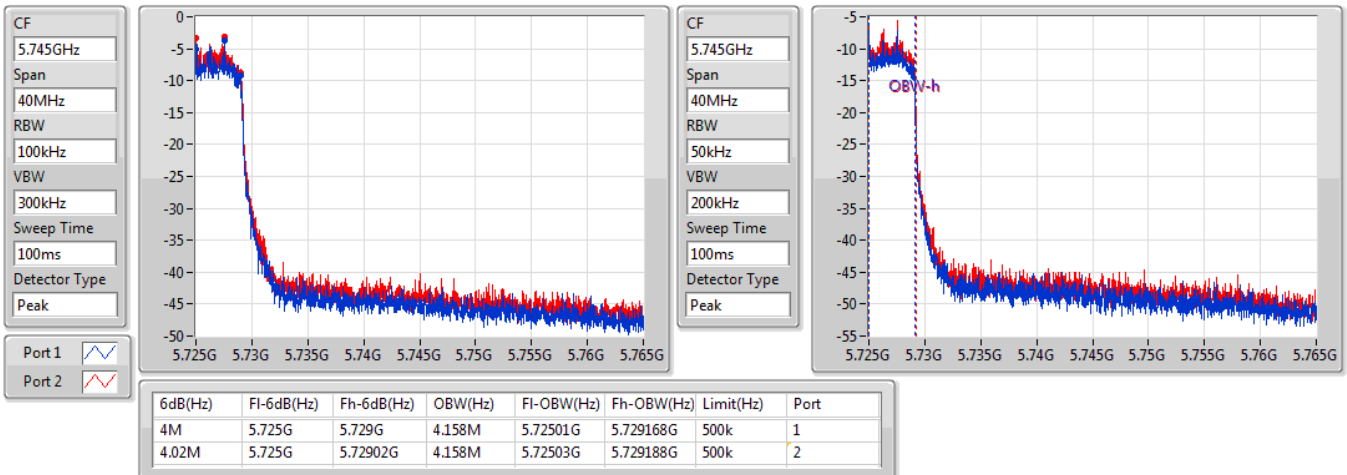 CF
5.745GHz
Span
40MHz
RBW
100kHz
VBW
300kHz
Sweep Time
100ms
Detector Type
Peak
Port 1
Port 2
0
-5
-10
-15
-20
-25
-30
-35
-40
-45
-50
5.725G 5.73G 5.735G 5.74G 5.745G 5.75G 5.755G 5.76G 5.765G
CF
5.745GHz
Span
40MHz
RBW
50kHz
VBW
200kHz
Sweep Time
100ms
Detector Type
Peak
-5
-10
-15
-20
-25
-30
-35
-40
-45
-50
-55
OBW-h
5.725G 5.73G 5.735G 5.74G 5.745G 5.75G 5.755G 5.76G 5.765G
6dB(Hz) Fl-6dB(Hz) Fh-6dB(Hz) OBW(Hz) Fl-OBW(Hz) Fh-OBW(Hz) Limit(Hz) Port
4M 5.725G 5.729G 4.158M 5.72501G 5.729168G 500k 1
4.02M 5.725G 5.72902G 4.158M 5.72503G 5.729188G 500k 2